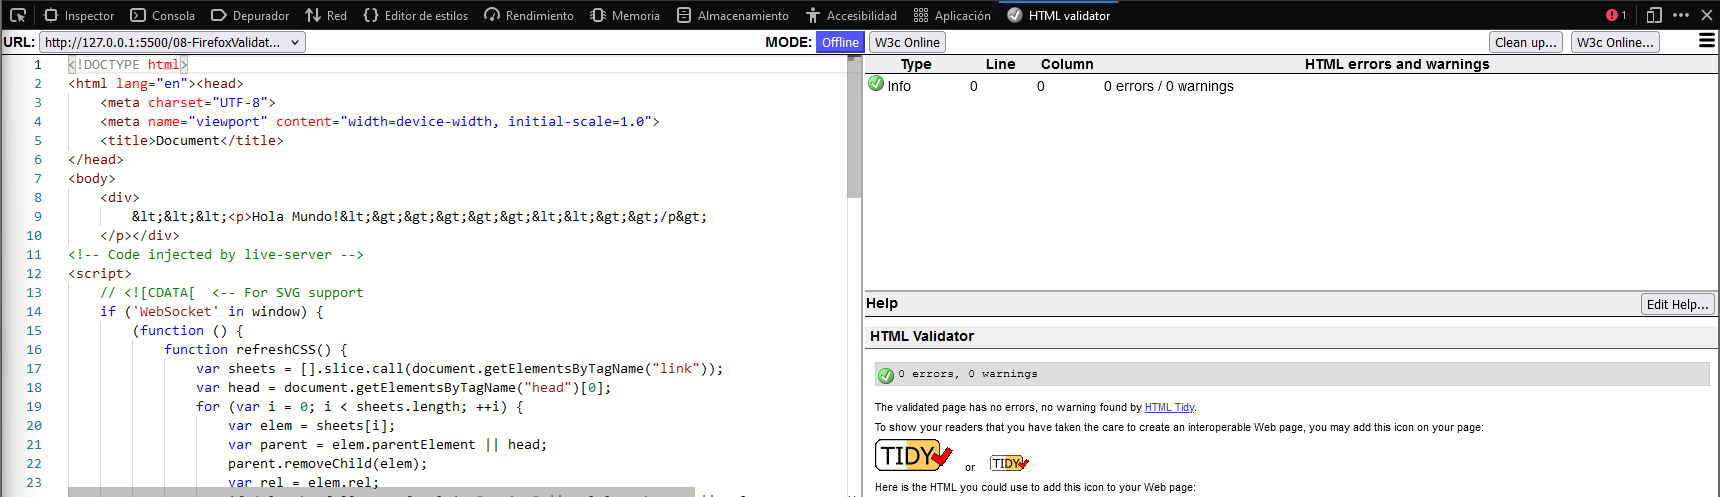 Inspector Consola Depurador Red Editor de estilos Rendimiento Memoria Almacenamiento Accesibilidad Aplicación HTML validator 1
URL: http://127.0.0.1:5500/08-FirefoxValidat... MODE: Offline W3c Online Clean up... W3c Online...
1 <!DOCTYPE html>
2 <html lang="en"><head>
3 <meta charset="UTF-8">
4 <meta name="viewport" content="width=device-width, initial-scale=1.0">
5 <title>Document</title>
6 </head>
7 <body>
8 <div>
9 &lt;&lt;&lt;<p>Hola Mundo!&lt;&gt;&gt;&gt;&gt;&gt;&lt;&lt;&gt;&gt;/p&gt;
10 </p></div>
11 <!-- Code injected by live-server -->
12 <script>
13 // <![CDATA[  <-- For SVG support
14 if ('WebSocket' in window) {
15 (function () {
16 function refreshCSS() {
17 var sheets = [].slice.call(document.getElementsByTagName("link"));
18 var head = document.getElementsByTagName("head")[0];
19 for (var i = 0; i < sheets.length; ++i) {
20 var elem = sheets[i];
21 var parent = elem.parentElement || head;
22 parent.removeChild(elem);
23 var rel = elem.rel;
Type Line Column HTML errors and warnings
Info 0 0 0 errors / 0 warnings
Help Edit Help...
HTML Validator
0 errors, 0 warnings
The validated page has no errors, no warning found by HTML Tidy.
To show your readers that you have taken the care to create an interoperable Web page, you may add this icon on your page:
TIDY or TIDY
Here is the HTML you could use to add this icon to your Web page: